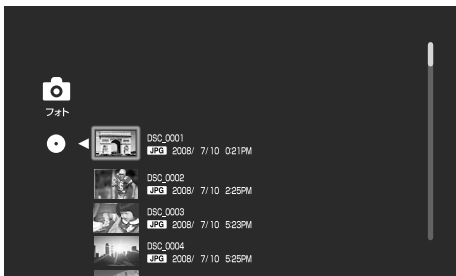 フォト
DSC_0001
JPG 2008/ 7/10 0:21PM
DSC_0002
JPG 2008/ 7/10 2:25PM
DSC_0003
JPG 2008/ 7/10 5:23PM
DSC_0004
JPG 2008/ 7/10 5:25PM